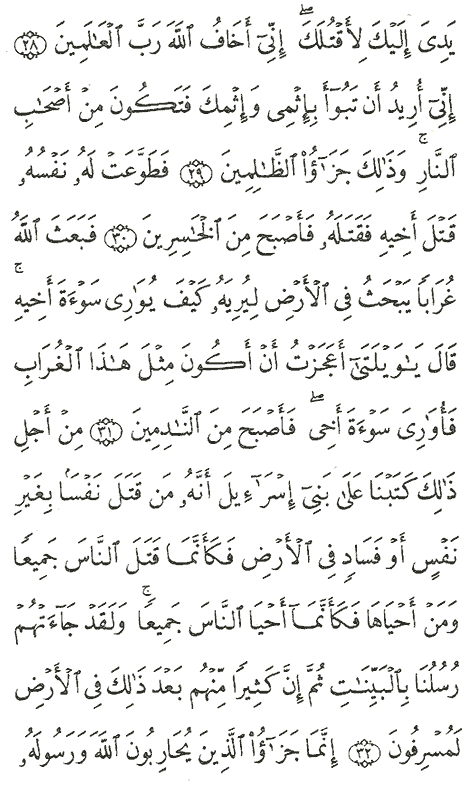 يَدِىَ إِلَيْكَ لِأَقْتُلَكَ ۖ إِنِّىٓ أَخَافُ ٱللَّهَ رَبَّ ٱلْعَـٰلَمِينَ ٢٨
إِنِّىٓ أُرِيدُ أَن تَبُوٓأَ بِإِثْمِى وَإِثْمِكَ فَتَكُونَ مِنْ أَصْحَـٰبِ
ٱلنَّارِ ۚ وَذَٰلِكَ جَزَـٰٓؤُا۟ ٱلظَّـٰلِمِينَ ٢٩ فَطَوَّعَتْ لَهُۥ نَفْسُهُۥ
قَتْلَ أَخِيهِ فَقَتَلَهُۥ فَأَصْبَحَ مِنَ ٱلْخَـٰسِرِينَ ٣٠ فَبَعَثَ ٱللَّهُ
غُرَابًا يَبْحَثُ فِى ٱلْأَرْضِ لِيُرِيَهُۥ كَيْفَ يُوَٰرِى سَوْءَةَ أَخِيهِ ۚ
قَالَ يَـٰوَيْلَتَىٰٓ أَعَجَزْتُ أَنْ أَكُونَ مِثْلَ هَـٰذَا ٱلْغُرَابِ
فَأُوَٰرِىَ سَوْءَةَ أَخِى ۖ فَأَصْبَحَ مِنَ ٱلنَّـٰدِمِينَ ٣١ مِنْ أَجْلِ
ذَٰلِكَ كَتَبْنَا عَلَىٰ بَنِىٓ إِسْرَٰٓءِيلَ أَنَّهُۥ مَن قَتَلَ نَفْسًۢا بِغَيْرِ
نَفْسٍ أَوْ فَسَادٍ فِى ٱلْأَرْضِ فَكَأَنَّمَا قَتَلَ ٱلنَّاسَ جَمِيعًا
وَمَنْ أَحْيَاهَا فَكَأَنَّمَآ أَحْيَا ٱلنَّاسَ جَمِيعًا ۚ وَلَقَدْ جَآءَتْهُمْ
رُسُلُنَا بِٱلْبَيِّنَـٰتِ ثُمَّ إِنَّ كَثِيرًا مِّنْهُم بَعْدَ ذَٰلِكَ فِى ٱلْأَرْضِ
لَمُسْرِفُونَ ٣٢ إِنَّمَا جَزَـٰٓؤُا۟ ٱلَّذِينَ يُحَارِبُونَ ٱللَّهَ وَرَسُولَهُۥ